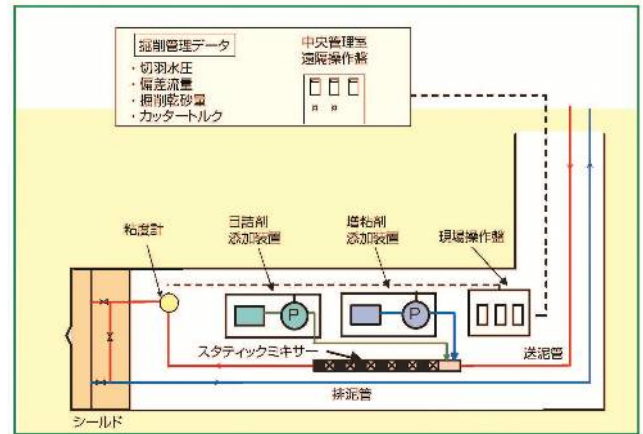 掘削管理データ
・切羽水圧
・偏差流量
・掘削乾砂量
・カッタートルク
中央管理室
遠隔操作盤
粘度計
目詰剤
添加装置
増粘剤
添加装置
現場操作盤
P
P
スタティックミキサー
送泥管
排泥管
シールド